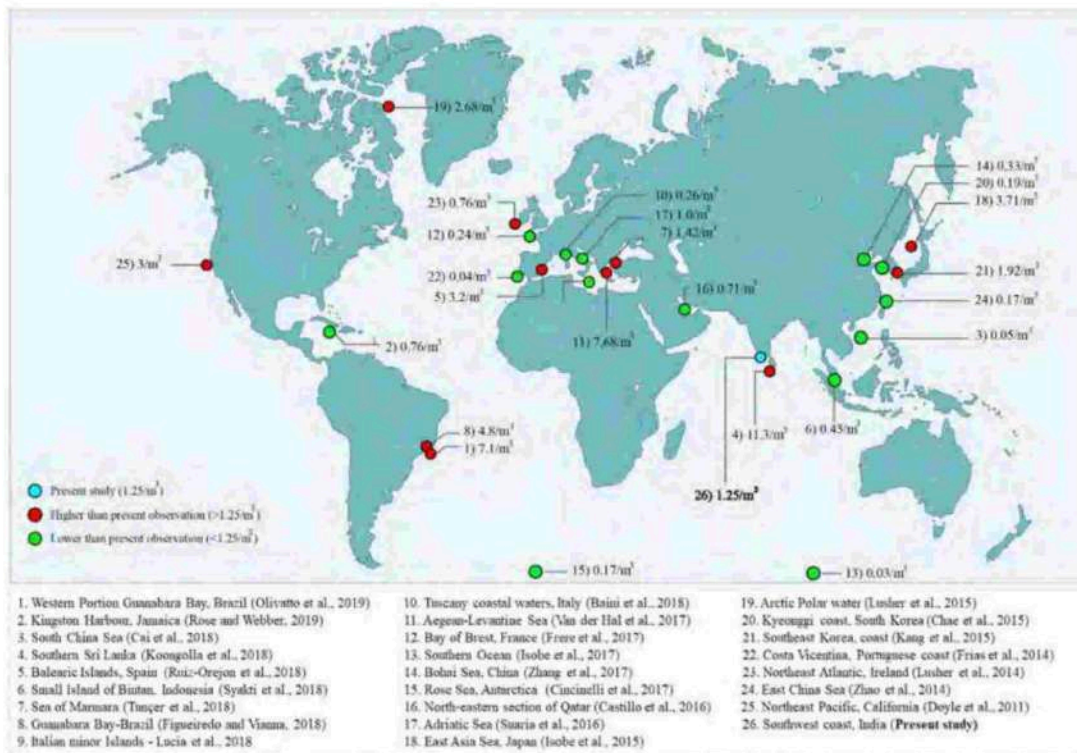 19) 2.68/m³
14) 0.33/m³
10) 0.26/m³
20) 0.19/m³
23) 0.76/m³
17) 1.0/m³
18) 3.71/m³
12) 0.24/m³
7) 1.42/m³
25) 3/m³
22) 0.04/m³
21) 1.92/m³
16) 0.71/m³
5) 3.2/m³
24) 0.17/m³
11) 7.68/m³
3) 0.05/m³
2) 0.76/m³
8) 4.8/m³
4) 11.3/m³
6) 0.45/m³
1) 7.1/m³
26) 1.25/m³
Present study (1.25/m³)
Higher than present observation (>1.25/m³)
Lower than present observation (<1.25/m³)
15) 0.17/m³
13) 0.03/m³
1. Western Portion Guanabara Bay, Brazil (Olivatto et al., 2019)
2. Kingston Harbour, Jamaica (Rose and Webber, 2019)
3. South China Sea (Cai et al., 2018)
4. Southern Sri Lanka (Koongolla et al., 2018)
5. Balearic Islands, Spain (Ruiz-Orejon et al., 2018)
6. Small Island of Bintan, Indonesia (Syakti et al., 2018)
7. Sea of Marmara (Tunçer et al., 2018)
8. Guanabara Bay-Brazil (Figueiredo and Vianna, 2018)
9. Italian minor Islands - Lucia et al., 2018
10. Tuscany coastal waters, Italy (Baini et al., 2018)
11. Aegean-Levantine Sea (Van der Hal et al., 2017)
12. Bay of Brest, France (Frere et al., 2017)
13. Southern Ocean (Isobe et al., 2017)
14. Bohai Sea, China (Zhang et al., 2017)
15. Rose Sea, Antarctica (Cincinelli et al., 2017)
16. North-eastern section of Qatar (Castillo et al., 2016)
17. Adriatic Sea (Suaria et al., 2016)
18. East Asia Sea, Japan (Isobe et al., 2015)
19. Arctic Polar water (Lusher et al., 2015)
20. Kyeonggi coast, South Korea (Chae et al., 2015)
21. Southeast Korea, coast (Kang et al., 2015)
22. Costa Vicentina, Portuguese coast (Frias et al., 2014)
23. Northeast Atlantic, Ireland (Lusher et al., 2014)
24. East China Sea (Zhao et al., 2014)
25. Northeast Pacific, California (Doyle et al., 2011)
26. Southwest coast, India (Present study)